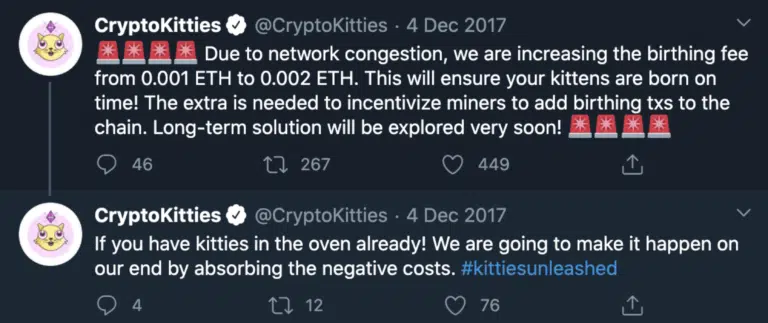 CryptoKitties @CryptoKitties · 4 Dec 2017
🚨🚨🚨🚨 Due to network congestion, we are increasing the birthing fee
from 0.001 ETH to 0.002 ETH. This will ensure your kittens are born on
time! The extra is needed to incentivize miners to add birthing txs to the
chain. Long-term solution will be explored very soon! 🚨🚨🚨🚨
46 267 449
CryptoKitties @CryptoKitties · 4 Dec 2017
If you have kitties in the oven already! We are going to make it happen on
our end by absorbing the negative costs. #kittiesunleashed
4 12 76